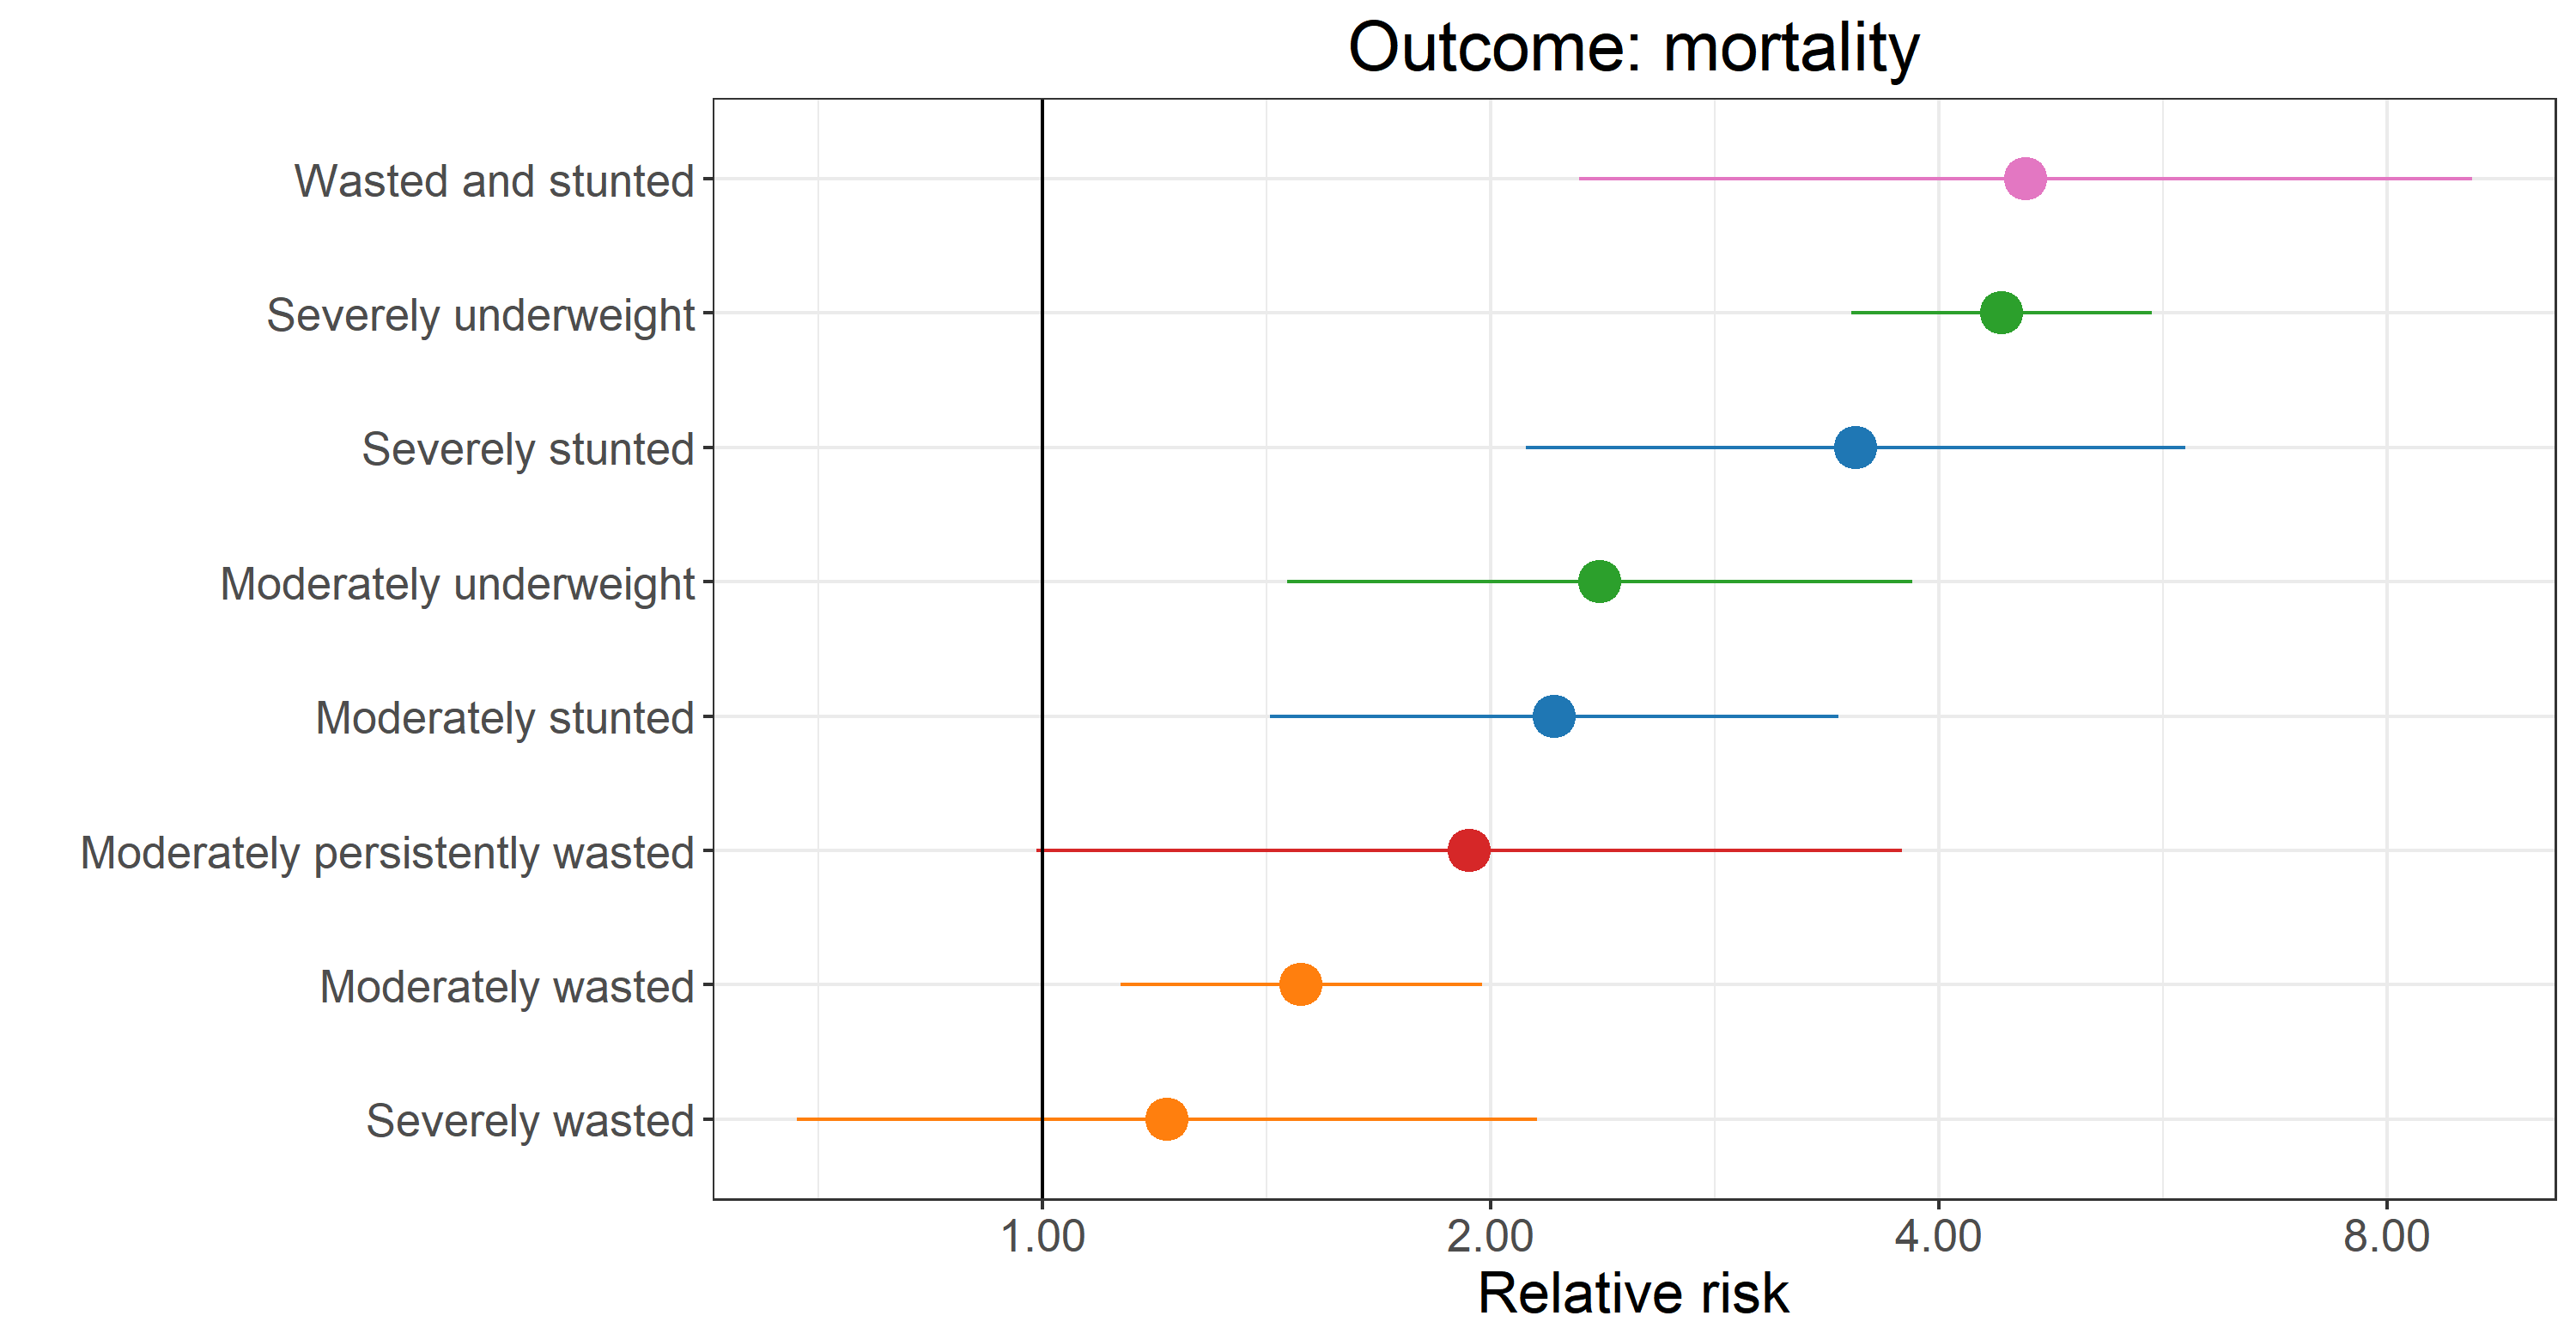 Outcome: mortality
Wasted and stunted
Severely underweight
Severely stunted
Moderately underweight
Moderately stunted
Moderately persistently wasted
Moderately wasted
Severely wasted
1.00 2.00 4.00 8.00
Relative risk